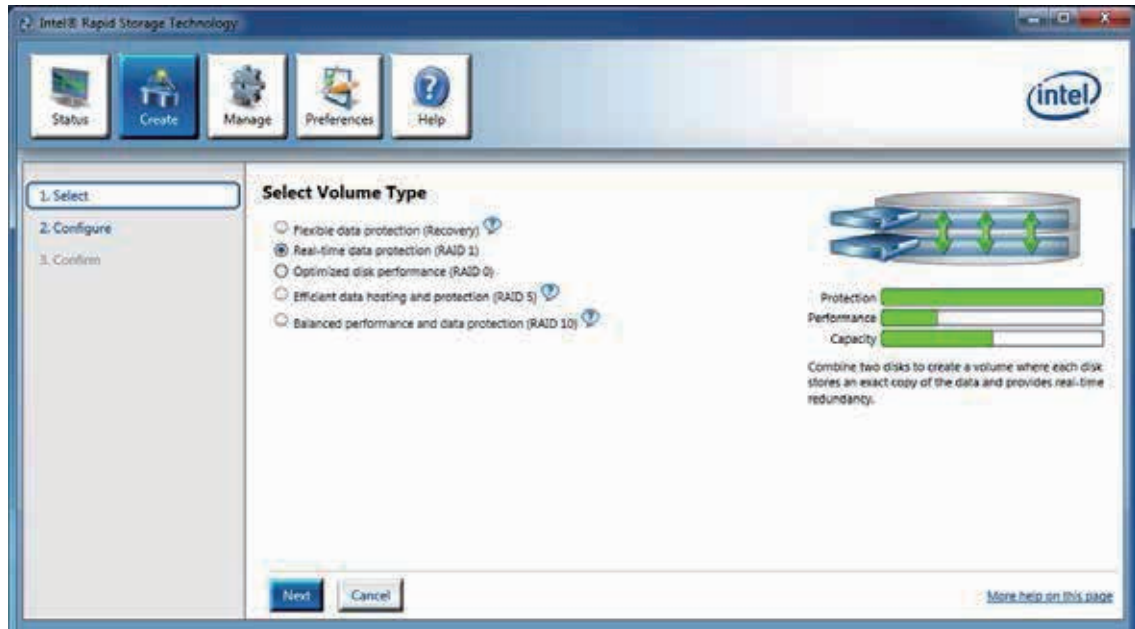 Intel® Rapid Storage Technology
Status
Create
Manage
Preferences
Help
intel
1. Select
2. Configure
3. Confirm
Select Volume Type
Flexible data protection (Recovery)
Real-time data protection (RAID 1)
Optimized disk performance (RAID 0)
Efficient data hosting and protection (RAID 5)
Balanced performance and data protection (RAID 10)
Protection
Performance
Capacity
Combine two disks to create a volume where each disk
stores an exact copy of the data and provides real-time
redundancy.
Next
Cancel
More help on this page